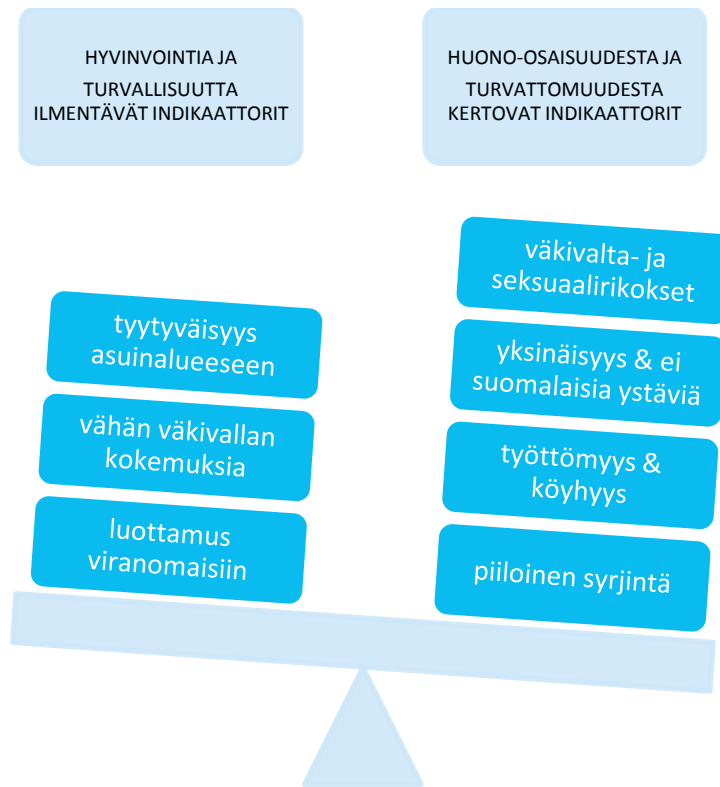 HYVINVOINTIA JA
TURVALLISUUTTA
ILMENTÄVÄT INDIKAATTORIT
HUONO-OSAISUUDESTA JA
TURVATTOMUUDESTA
KERTOVAT INDIKAATTORIT
tyytyväisyys
asuinalueeseen
vähän väkivallan
kokemuksia
luottamus
viranomaisiin
väkivalta- ja
seksuaalirikokset
yksinäisyys & ei
suomalaisia ystäviä
työttömyys &
köyhyys
piiloinen syrjintä